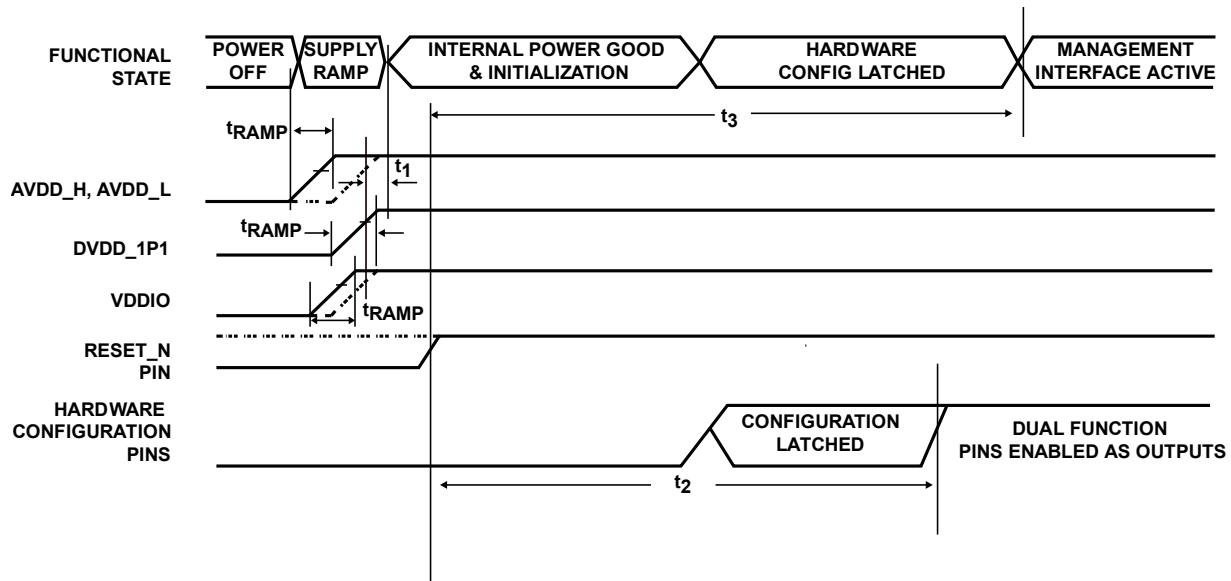 FUNCTIONAL
STATE
POWER
OFF
SUPPLY
RAMP
INTERNAL POWER GOOD
& INITIALIZATION
HARDWARE
CONFIG LATCHED
MANAGEMENT
INTERFACE ACTIVE
t3
tRAMP
t1
AVDD_H, AVDD_L
tRAMP
DVDD_1P1
VDDIO
tRAMP
RESET_N
PIN
HARDWARE
CONFIGURATION
PINS
CONFIGURATION
LATCHED
DUAL FUNCTION
PINS ENABLED AS OUTPUTS
t2